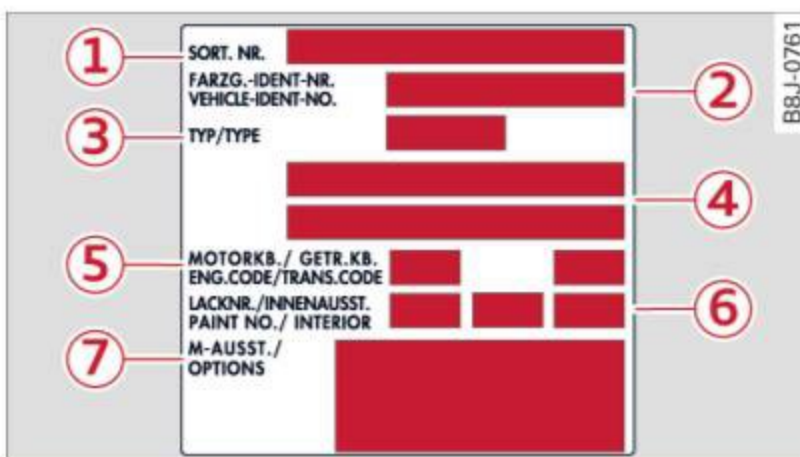 ① SORT. NR.
FARZG.-IDENT-NR.
VEHICLE-IDENT-NO. ②
③ TYP/TYPE
④
⑤ MOTORKB./ GETR.KB.
ENG.CODE/TRANS.CODE
LACKNR./INNENAUSST. ⑥
PAINT NO./ INTERIOR
⑦ M-AUSST./
OPTIONS
B8J-0761